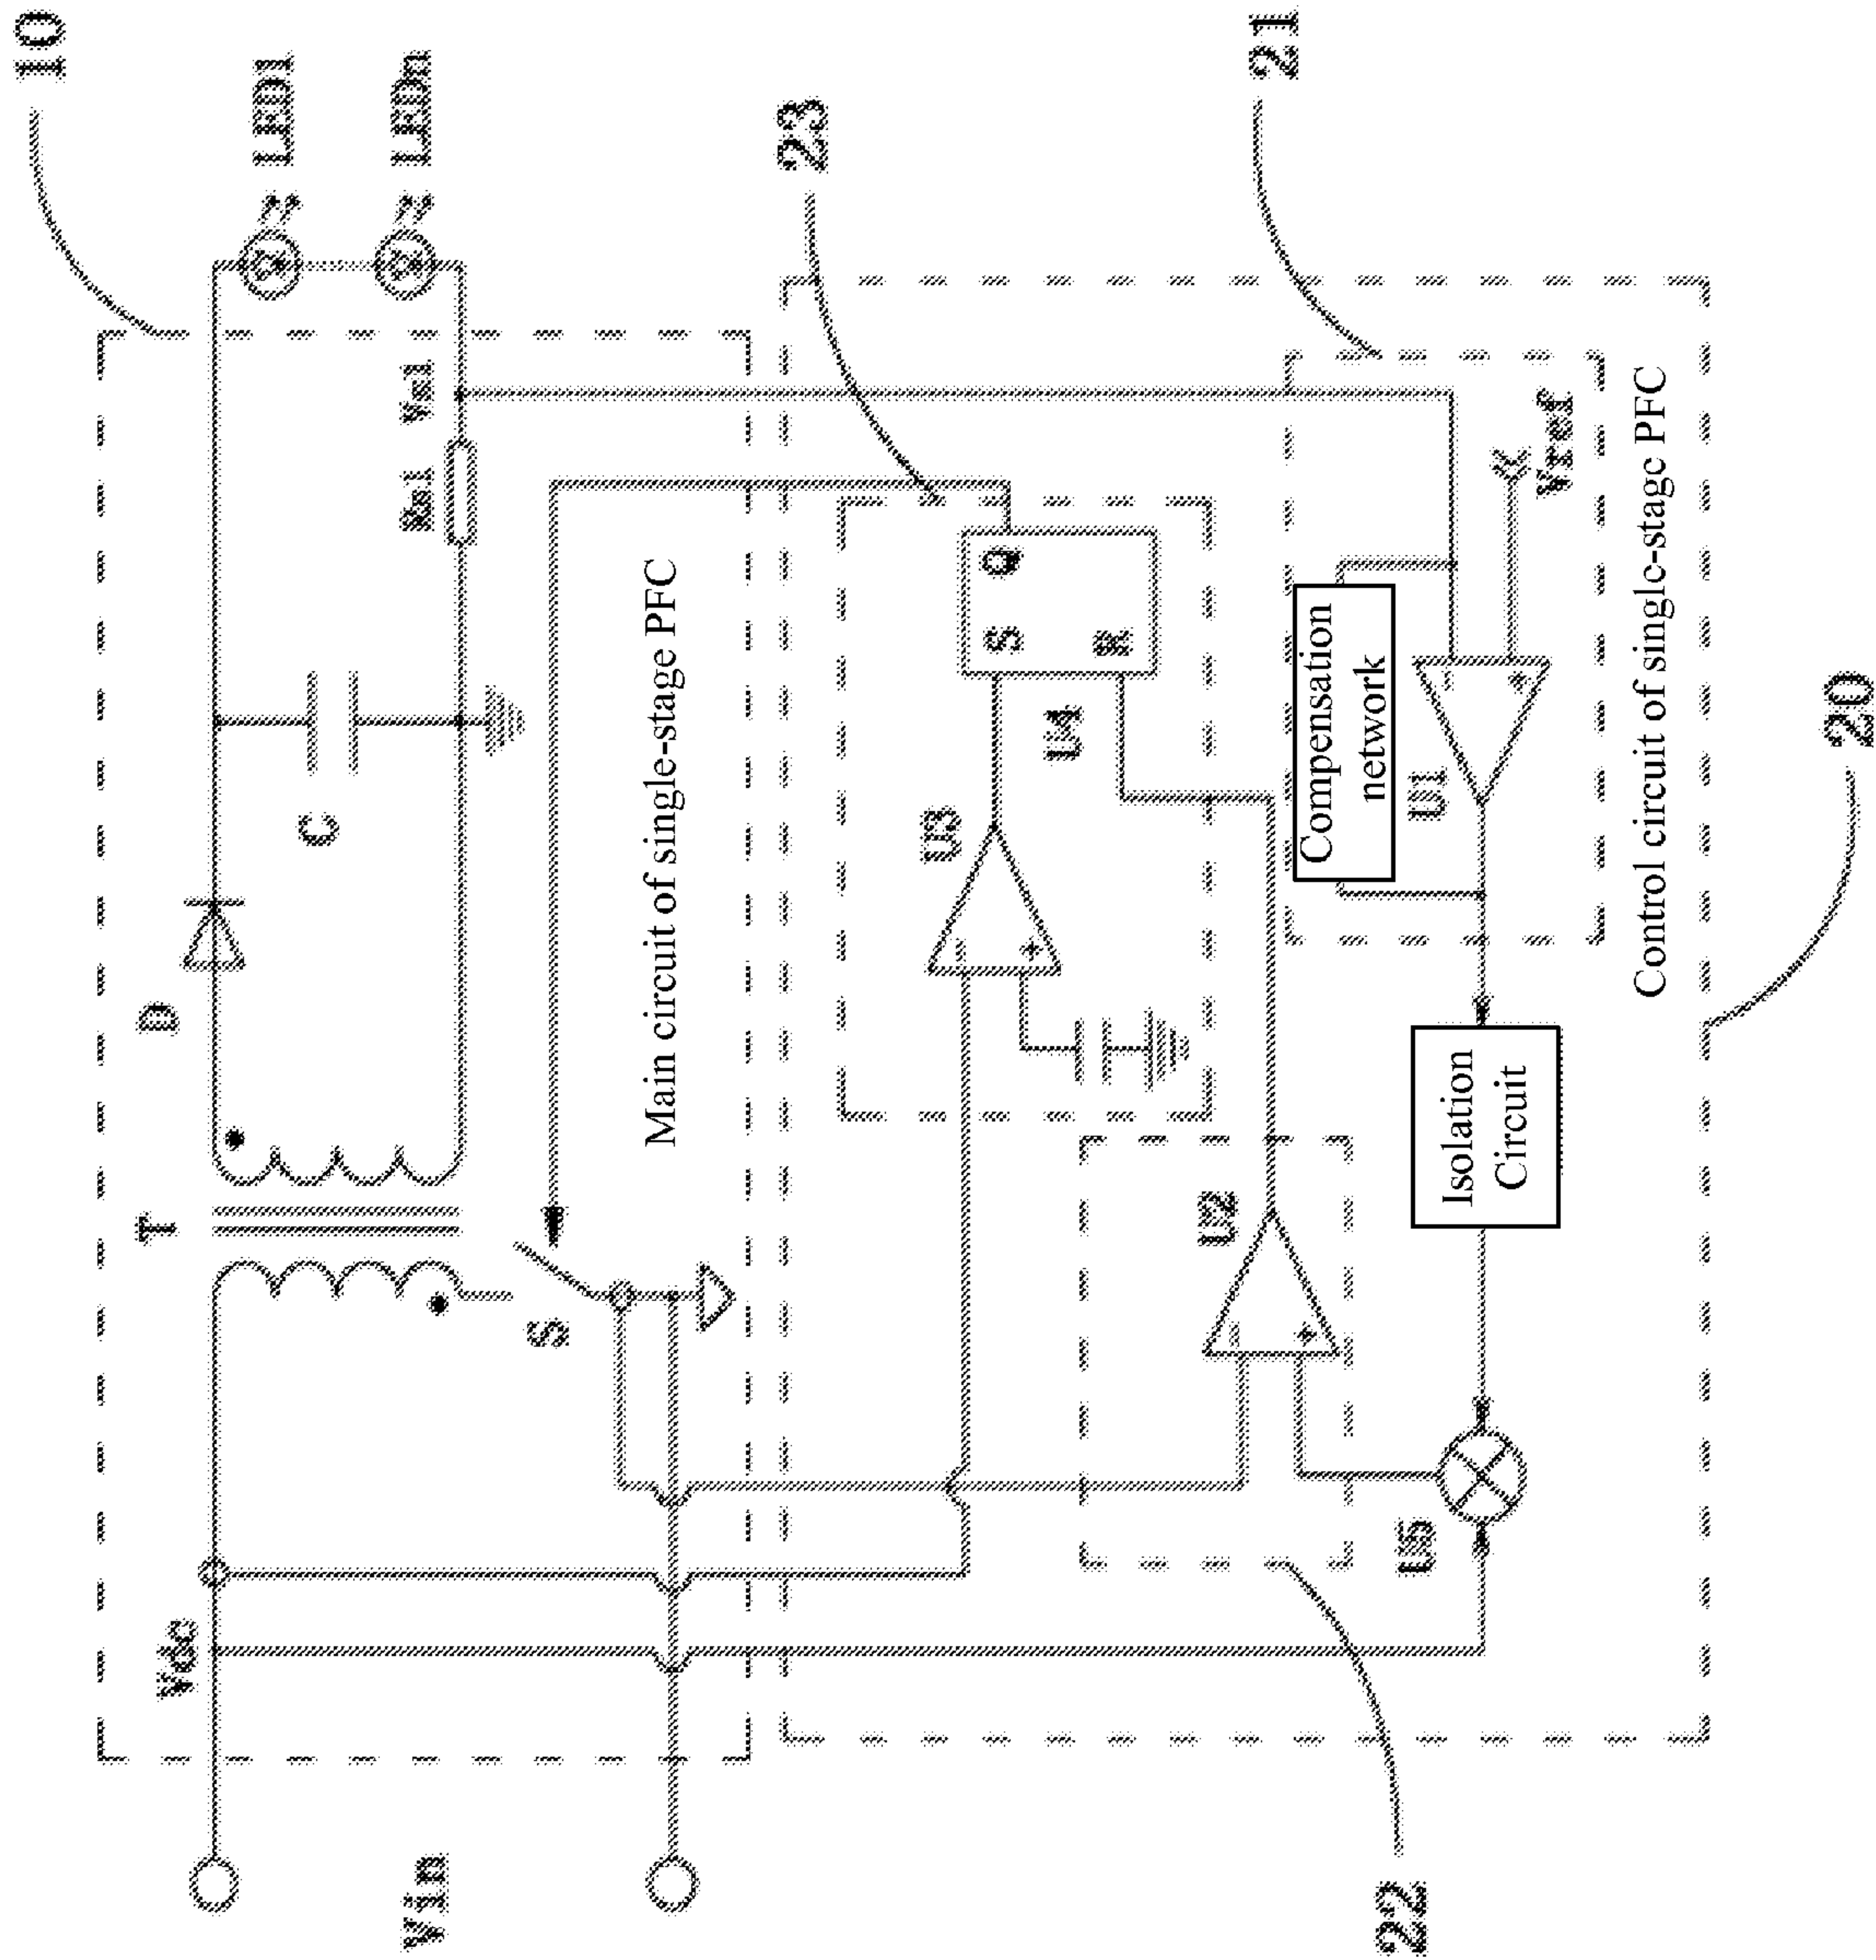 10
LED1
LEDn
Vin
Vdc
T
D
C
Rs1
Vs1
S
Main circuit of single-stage PFC
23
U3
-
+
S
Q
R
U4
21
22
U2
-
+
U5
Isolation
Circuit
Compensation
network
U1
-
+
Vref
Control circuit of single-stage PFC
20